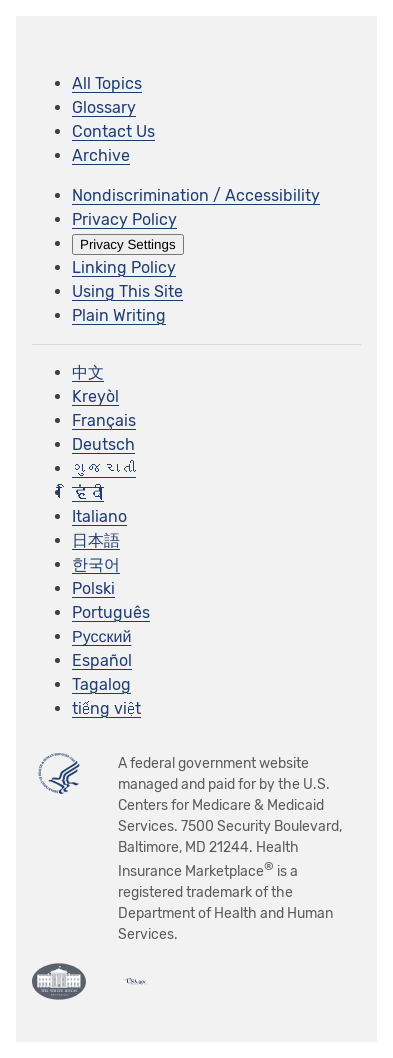 All Topics
Glossary
Contact Us
Archive
Nondiscrimination / Accessibility
Privacy Policy
Privacy Settings
Linking Policy
Using This Site
Plain Writing
中文
Kreyòl
Français
Deutsch
ગુજરાતી
हिंदी
Italiano
日本語
한국어
Polski
Português
Русский
Español
Tagalog
tiếng việt
A federal government website
managed and paid for by the U.S.
Centers for Medicare & Medicaid
Services. 7500 Security Boulevard,
Baltimore, MD 21244. Health
Insurance Marketplace® is a
registered trademark of the
Department of Health and Human
Services.